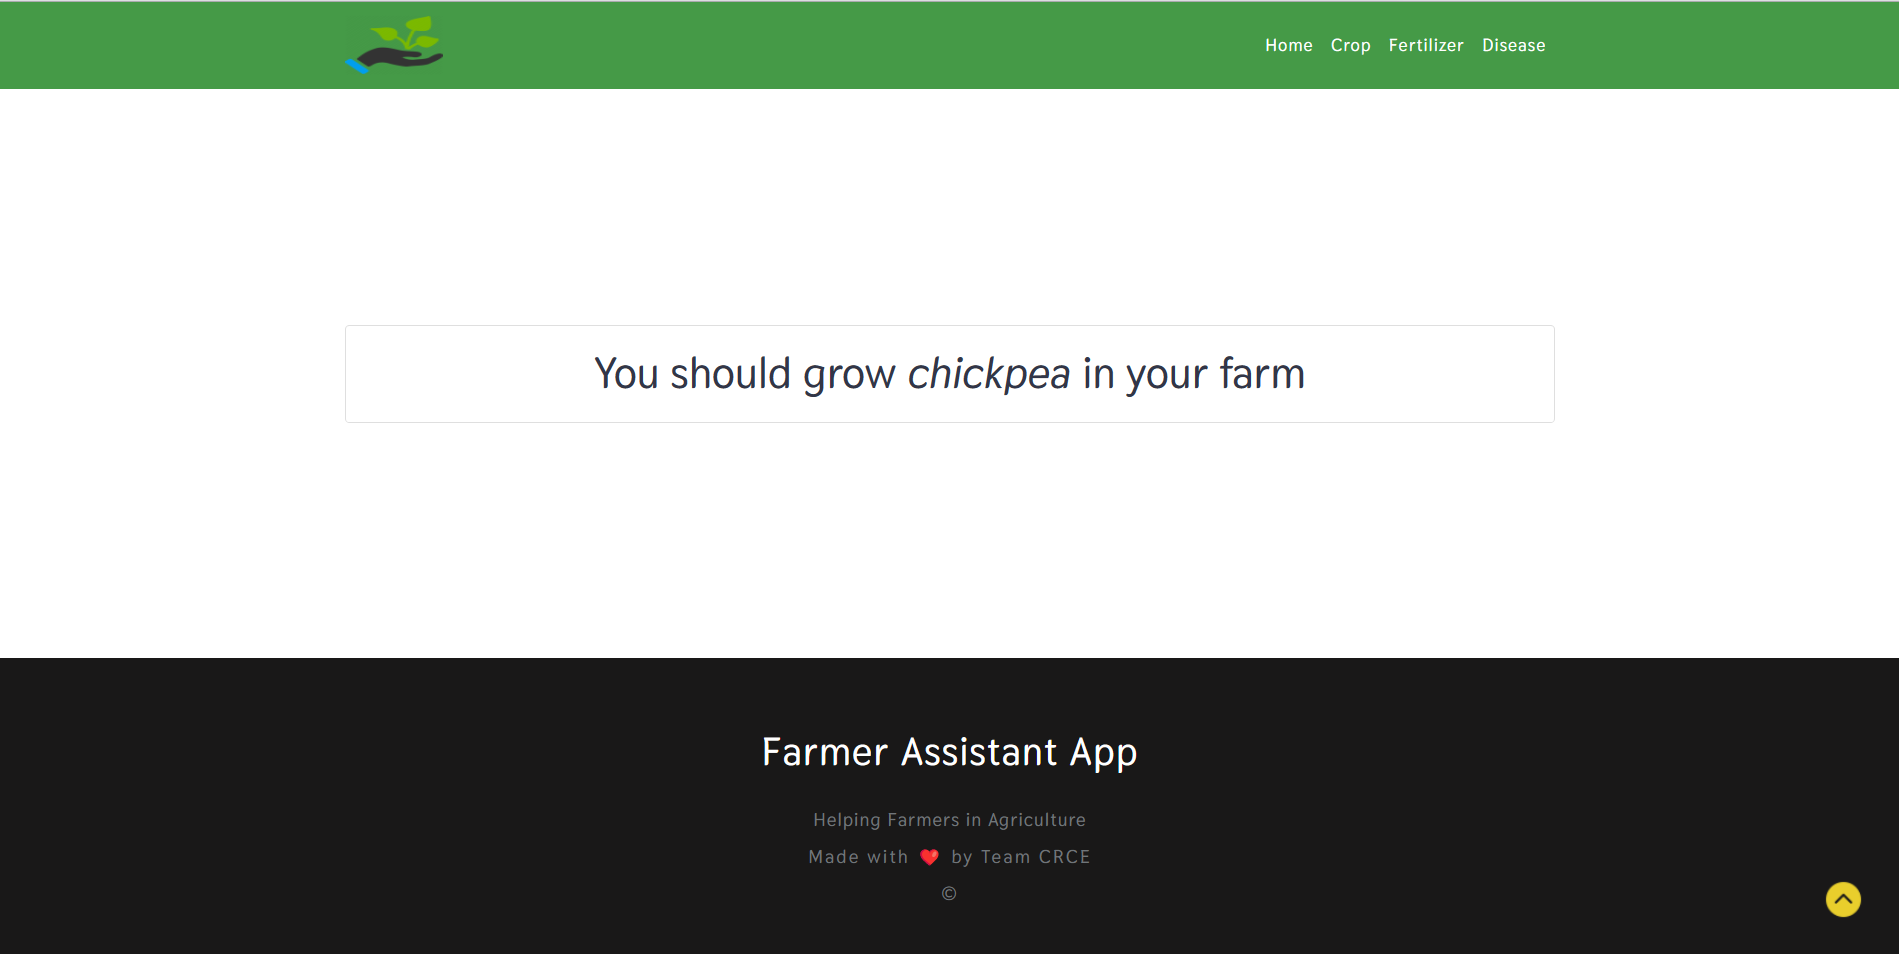 Home Crop Fertilizer Disease
You should grow chickpea in your farm
Farmer Assistant App
Helping Farmers in Agriculture
Made with ❤️ by Team CRCE
©